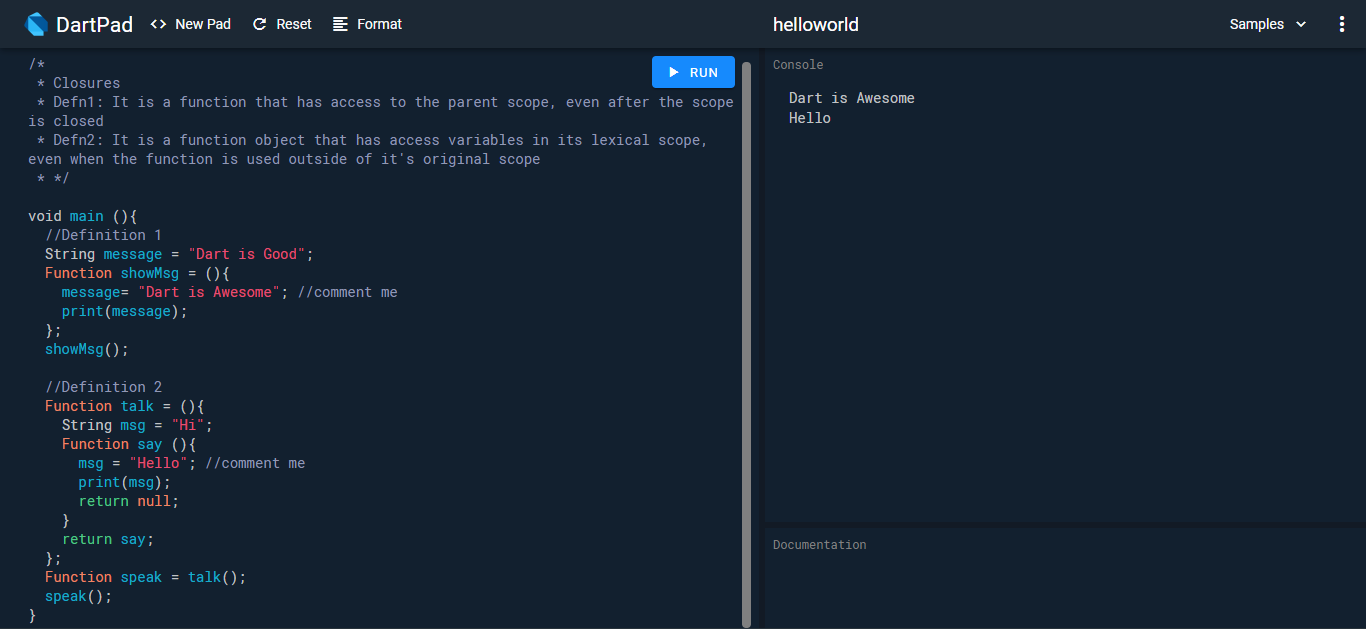 DartPad <> New Pad Reset Format helloworld Samples
/*
 * Closures
 * Defn1: It is a function that has access to the parent scope, even after the scope
is closed
 * Defn2: It is a function object that has access variables in its lexical scope,
even when the function is used outside of it's original scope
 * */
RUN

void main (){
  //Definition 1
  String message = "Dart is Good";
  Function showMsg = (){
    message= "Dart is Awesome"; //comment me
    print(message);
  };
  showMsg();

  //Definition 2
  Function talk = (){
    String msg = "Hi";
    Function say (){
      msg = "Hello"; //comment me
      print(msg);
      return null;
    }
    return say;
  };
  Function speak = talk();
  speak();
}
Console
Dart is Awesome
Hello
Documentation